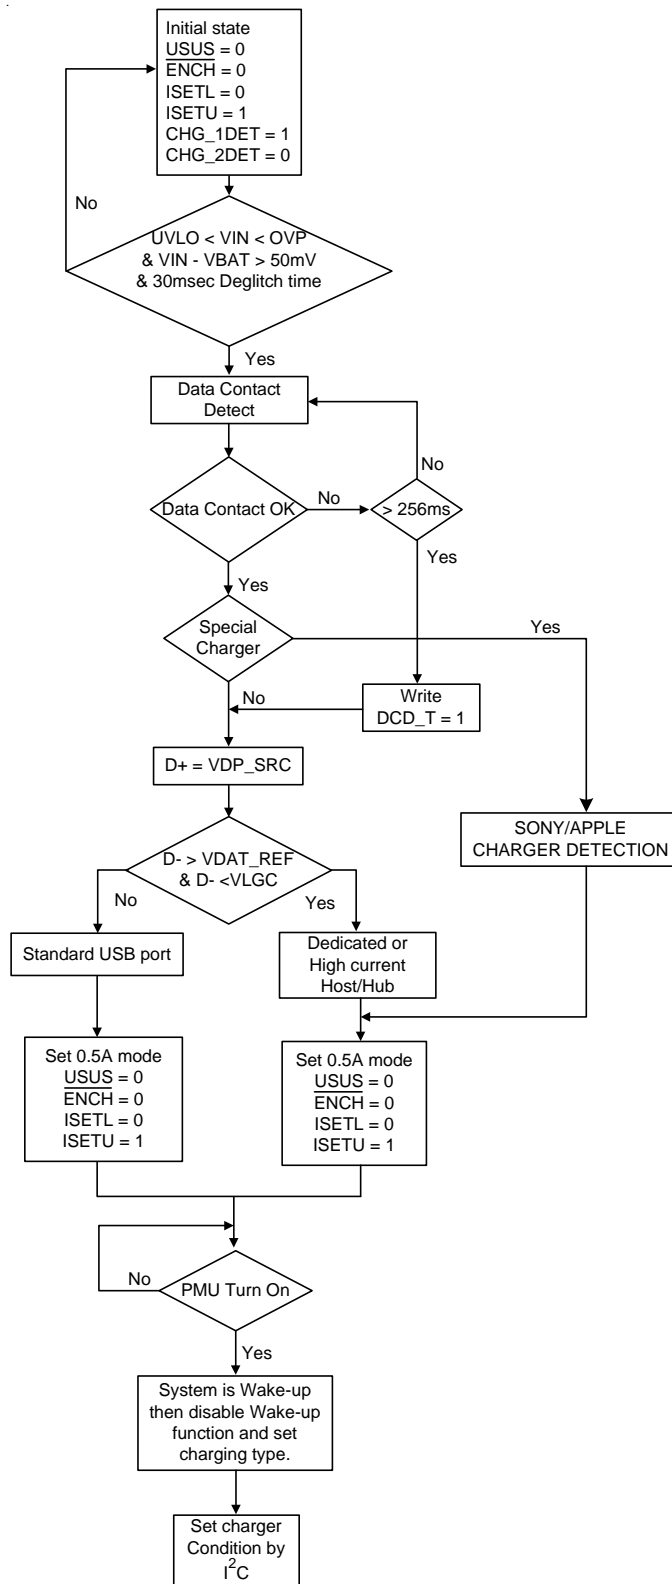 Initial state
USUS = 0
ENCH = 0
ISETL = 0
ISETU = 1
CHG_1DET = 1
CHG_2DET = 0
No
UVLO < VIN < OVP
& VIN - VBAT > 50mV
& 30msec Deglitch time
Yes
Data Contact
Detect
No
Data Contact OK
No
> 256ms
Yes
Yes
Special
Charger
Yes
No
Write
DCD_T = 1
D+ = VDP_SRC
SONY/APPLE
CHARGER DETECTION
D- > VDAT_REF
& D- <VLGC
No
Yes
Standard USB port
Dedicated or
High current
Host/Hub
Set 0.5A mode
USUS = 0
ENCH = 0
ISETL = 0
ISETU = 1
Set 0.5A mode
USUS = 0
ENCH = 0
ISETL = 0
ISETU = 1
No
PMU Turn On
Yes
System is Wake-up
then disable Wake-up
function and set
charging type.
Set charger
Condition by
I²C